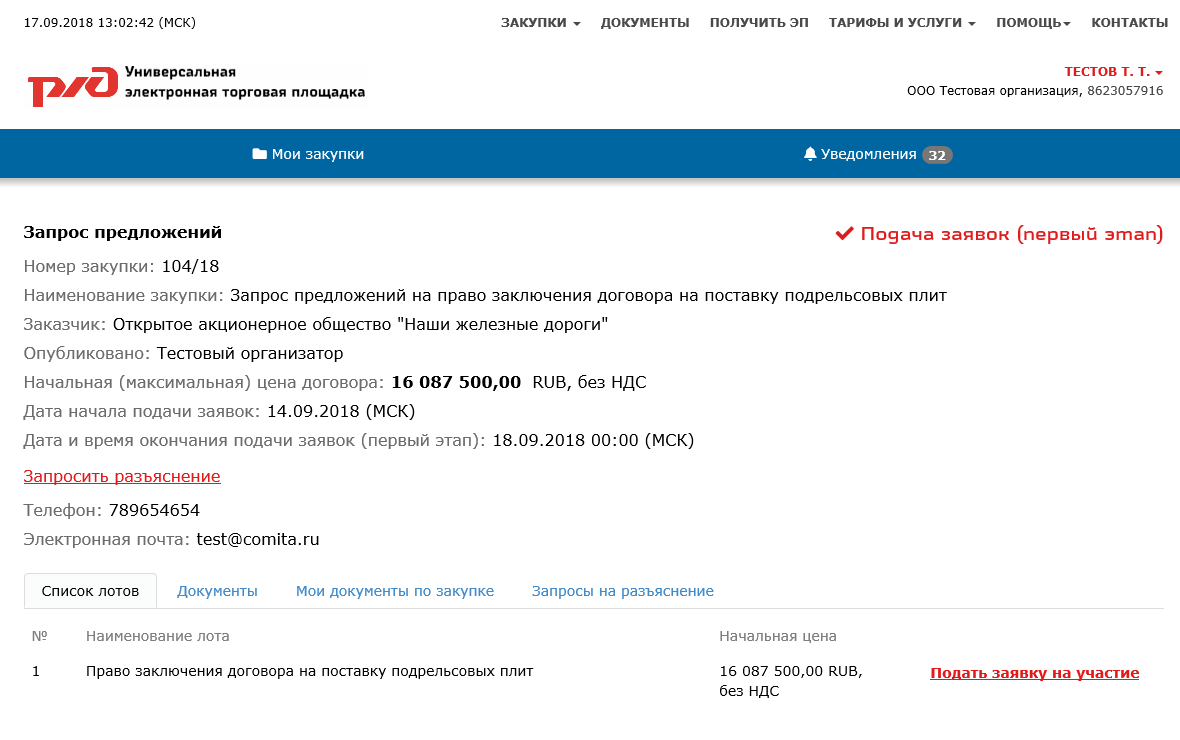 17.09.2018 13:02:42 (МСК)
ЗАКУПКИ ДОКУМЕНТЫ ПОЛУЧИТЬ ЭП ТАРИФЫ И УСЛУГИ ПОМОЩЬ КОНТАКТЫ
ржд Универсальная
электронная торговая площадка
ТЕСТОВ Т. Т.
ООО Тестовая организация, 8623057916
Мои закупки
Уведомления 32
Запрос предложений
Подача заявок (первый этап)
Номер закупки: 104/18
Наименование закупки: Запрос предложений на право заключения договора на поставку подрельсовых плит
Заказчик: Открытое акционерное общество "Наши железные дороги"
Опубликовано: Тестовый организатор
Начальная (максимальная) цена договора: 16 087 500,00 RUB, без НДС
Дата начала подачи заявок: 14.09.2018 (МСК)
Дата и время окончания подачи заявок (первый этап): 18.09.2018 00:00 (МСК)
Запросить разъяснение
Телефон: 789654654
Электронная почта: test@comita.ru
Список лотов Документы Мои документы по закупке Запросы на разъяснение
№ Наименование лота Начальная цена
1 Право заключения договора на поставку подрельсовых плит 16 087 500,00 RUB,
без НДС
Подать заявку на участие